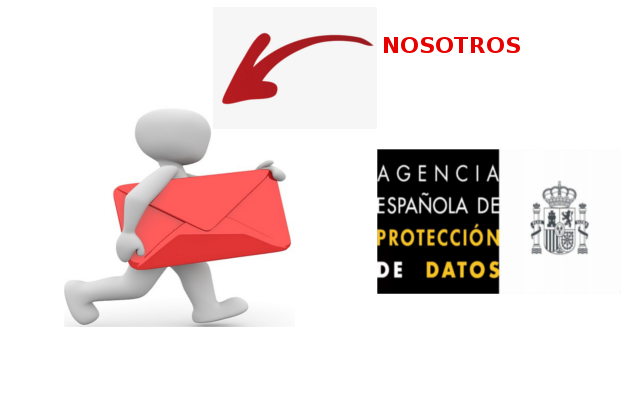 NOSOTROS
AGENCIA
ESPAÑOLA DE
PROTECCIÓN
DE DATOS